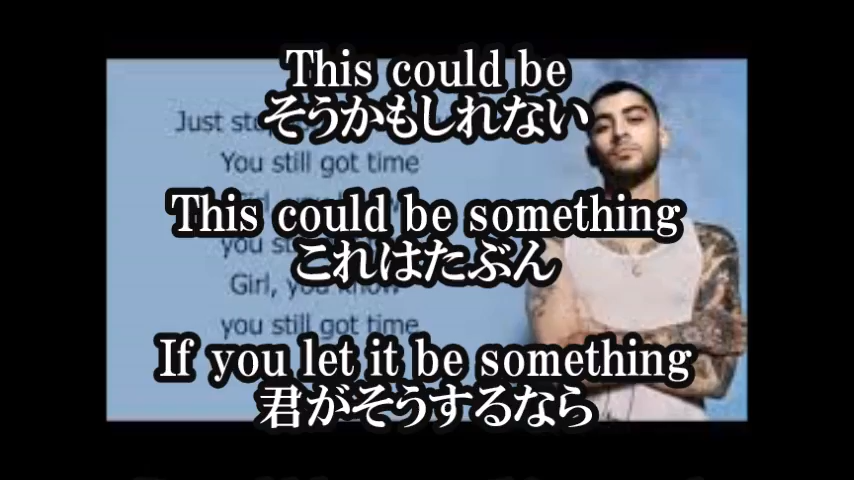 This could be
そうかもしれない
Just
You still got time
This could be something
これはたぶん
Girl, you know
you still got time
If you let it be something
君がそうするなら